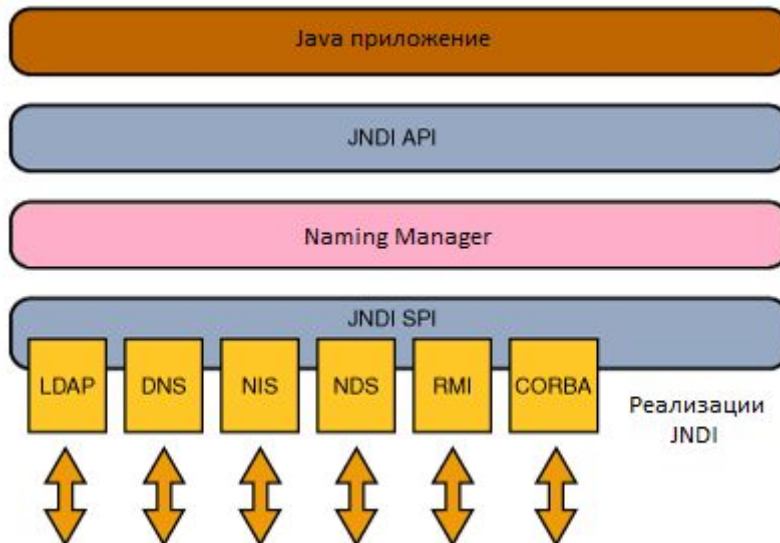 Java приложение
JNDI API
Naming Manager
JNDI SPI
LDAP
DNS
NIS
NDS
RMI
CORBA
Реализации
JNDI